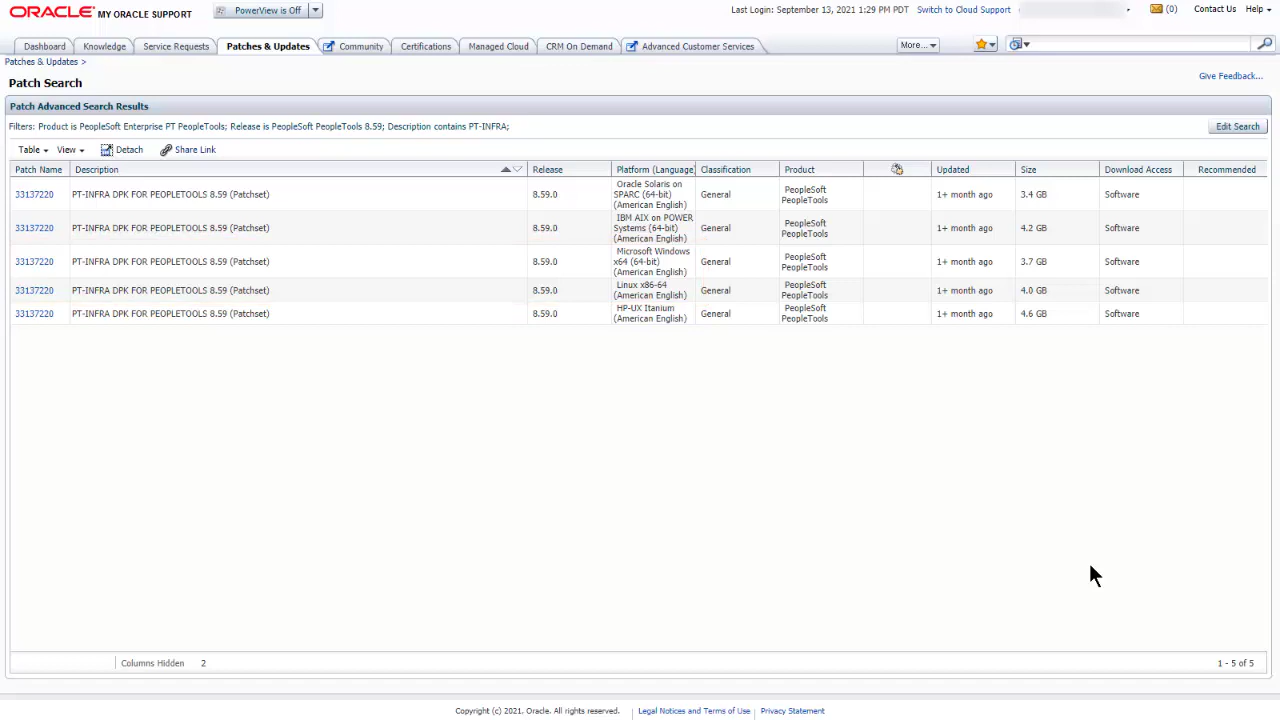 ORACLE MY ORACLE SUPPORT PowerView is Off Last Login: September 13, 2021 1:29 PM PDT Switch to Cloud Support (0) Contact Us Help
Dashboard Knowledge Service Requests Patches & Updates Community Certifications Managed Cloud CRM On Demand Advanced Customer Services More...
Patches & Updates >
Patch Search
Give Feedback...
Patch Advanced Search Results
Filters: Product is PeopleSoft Enterprise PT PeopleTools; Release is PeopleSoft PeopleTools 8.59; Description contains PT-INFRA; Edit Search
Table View Detach Share Link
Patch Name Description Release Platform (Language) Classification Product Updated Size Download Access Recommended
33137220 PT-INFRA DPK FOR PEOPLETOOLS 8.59 (Patchset) 8.59.0 Oracle Solaris on SPARC (64-bit) (American English) General PeopleSoft PeopleTools 1+ month ago 3.4 GB Software
33137220 PT-INFRA DPK FOR PEOPLETOOLS 8.59 (Patchset) 8.59.0 IBM AIX on POWER Systems (64-bit) (American English) General PeopleSoft PeopleTools 1+ month ago 4.2 GB Software
33137220 PT-INFRA DPK FOR PEOPLETOOLS 8.59 (Patchset) 8.59.0 Microsoft Windows x64 (64-bit) (American English) General PeopleSoft PeopleTools 1+ month ago 3.7 GB Software
33137220 PT-INFRA DPK FOR PEOPLETOOLS 8.59 (Patchset) 8.59.0 Linux x86-64 (American English) General PeopleSoft PeopleTools 1+ month ago 4.0 GB Software
33137220 PT-INFRA DPK FOR PEOPLETOOLS 8.59 (Patchset) 8.59.0 HP-UX Itanium (American English) General PeopleSoft PeopleTools 1+ month ago 4.6 GB Software
Columns Hidden 2 1 - 5 of 5
Copyright (c) 2021. Oracle. All rights reserved. Legal Notices and Terms of Use Privacy Statement